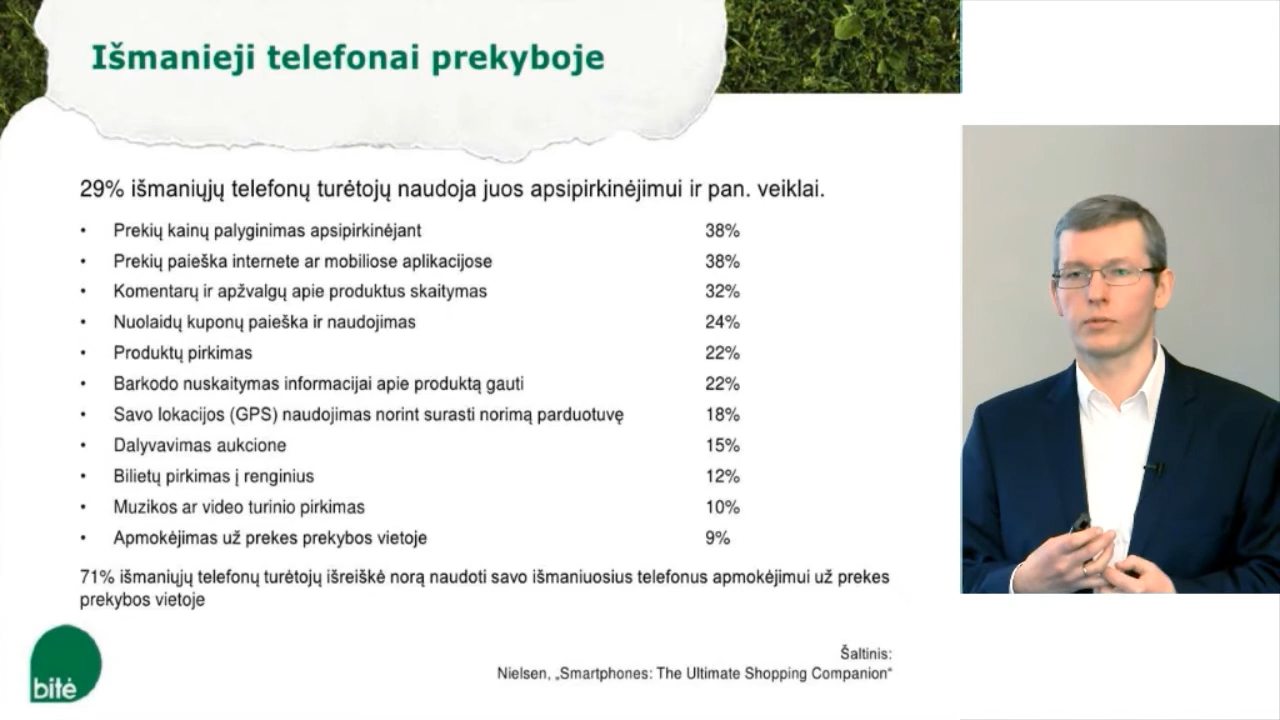 Išmanieji telefonai prekyboje
29% išmaniųjų telefonų turėtojų naudoja juos apsipirkinėjimui ir pan. veiklai.
• Prekių kainų palyginimas apsipirkinėjant 38%
• Prekių paieška internete ar mobiliose aplikacijose 38%
• Komentarų ir apžvalgų apie produktus skaitymas 32%
• Nuolaidų kuponų paieška ir naudojimas 24%
• Produktų pirkimas 22%
• Barkodo nuskaitymas informacijai apie produktą gauti 22%
• Savo lokacijos (GPS) naudojimas norint surasti norimą parduotuvę 18%
• Dalyvavimas aukcione 15%
• Bilietų pirkimas į renginius 12%
• Muzikos ar video turinio pirkimas 10%
• Apmokėjimas už prekes prekybos vietoje 9%
71% išmaniųjų telefonų turėtojų išreiškė norą naudoti savo išmaniuosius telefonus apmokėjimui už prekes
prekybos vietoje
Šaltinis:
Nielsen, „Smartphones: The Ultimate Shopping Companion“
bitė